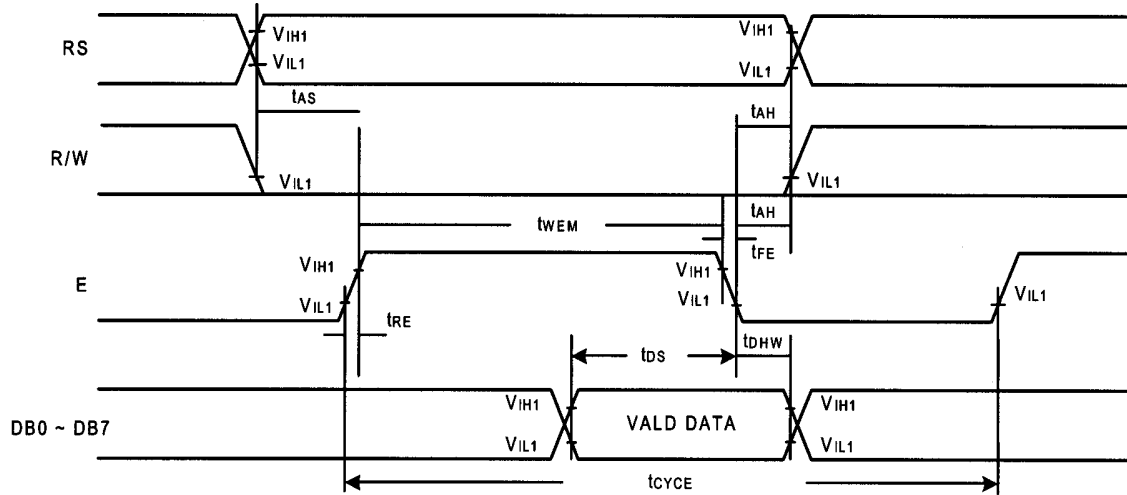 RS
VIH1
VIL1
VIH1
VIL1
tAS
tAH
R/W
VIL1
VIL1
tWEM
tAH
tFE
E
VIH1
VIL1
VIH1
VIL1
VIL1
tRE
tDS
tDHW
DB0 ~ DB7
VIH1
VIL1
VALD DATA
VIH1
VIL1
tCYCE